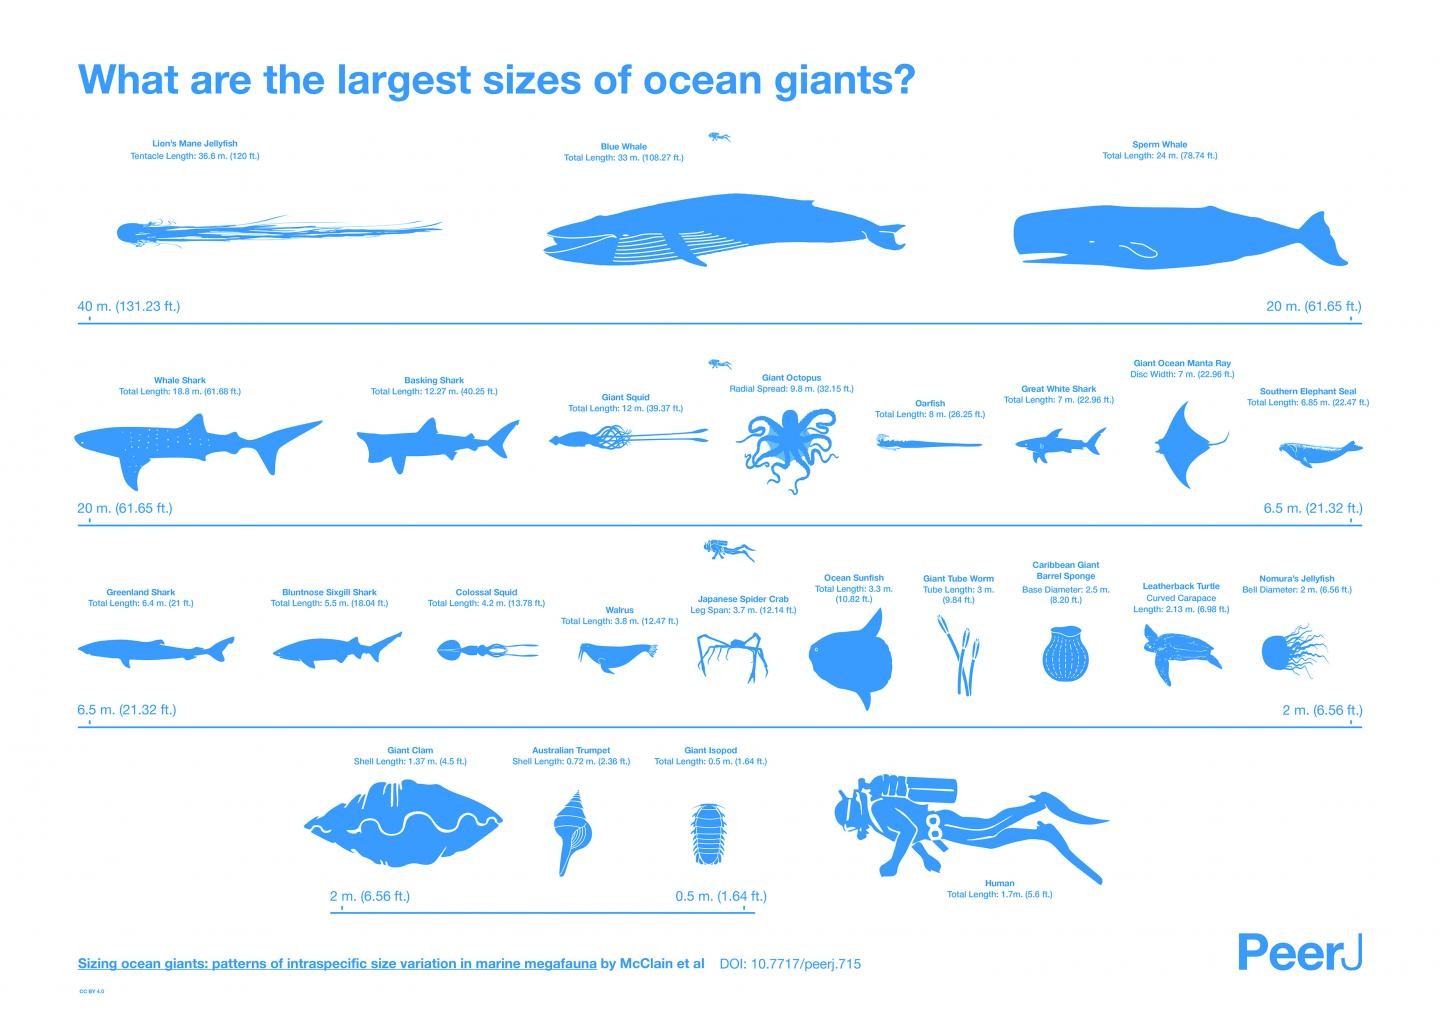 What are the largest sizes of ocean giants?
Lion's Mane Jellyfish
Tentacle Length: 36.6 m. (120 ft.)
Blue Whale
Total Length: 33 m. (108.27 ft.)
Sperm Whale
Total Length: 24 m. (78.74 ft.)
40 m. (131.23 ft.)
20 m. (61.65 ft.)
Whale Shark
Total Length: 18.8 m. (61.68 ft.)
Basking Shark
Total Length: 12.27 m. (40.25 ft.)
Giant Squid
Total Length: 12 m. (39.37 ft.)
Giant Octopus
Radial Spread: 9.8 m. (32.15 ft.)
Oarfish
Total Length: 8 m. (26.25 ft.)
Great White Shark
Total Length: 7 m. (22.96 ft.)
Giant Ocean Manta Ray
Disc Width: 7 m. (22.96 ft.)
Southern Elephant Seal
Total Length: 6.85 m. (22.47 ft.)
20 m. (61.65 ft.)
6.5 m. (21.32 ft.)
Greenland Shark
Total Length: 6.4 m. (21 ft.)
Bluntnose Sixgill Shark
Total Length: 5.5 m. (18.04 ft.)
Colossal Squid
Total Length: 4.2 m. (13.78 ft.)
Walrus
Total Length: 3.8 m. (12.47 ft.)
Japanese Spider Crab
Leg Span: 3.7 m. (12.14 ft.)
Ocean Sunfish
Total Length: 3.3 m.
(10.82 ft.)
Giant Tube Worm
Tube Length: 3 m.
(9.84 ft.)
Caribbean Giant
Barrel Sponge
Base Diameter: 2.5 m.
(8.20 ft.)
Leatherback Turtle
Curved Carapace
Length: 2.13 m. (6.98 ft.)
Nomura's Jellyfish
Bell Diameter: 2 m. (6.56 ft.)
6.5 m. (21.32 ft.)
2 m. (6.56 ft.)
Giant Clam
Shell Length: 1.37 m. (4.5 ft.)
Australian Trumpet
Shell Length: 0.72 m. (2.36 ft.)
Giant Isopod
Total Length: 0.5 m. (1.64 ft.)
Human
Total Length: 1.7m. (5.6 ft.)
2 m. (6.56 ft.)
0.5 m. (1.64 ft.)
Sizing ocean giants: patterns of intraspecific size variation in marine megafauna by McClain et al DOI: 10.7717/peerj.715
PeerJ
CC BY 4.0